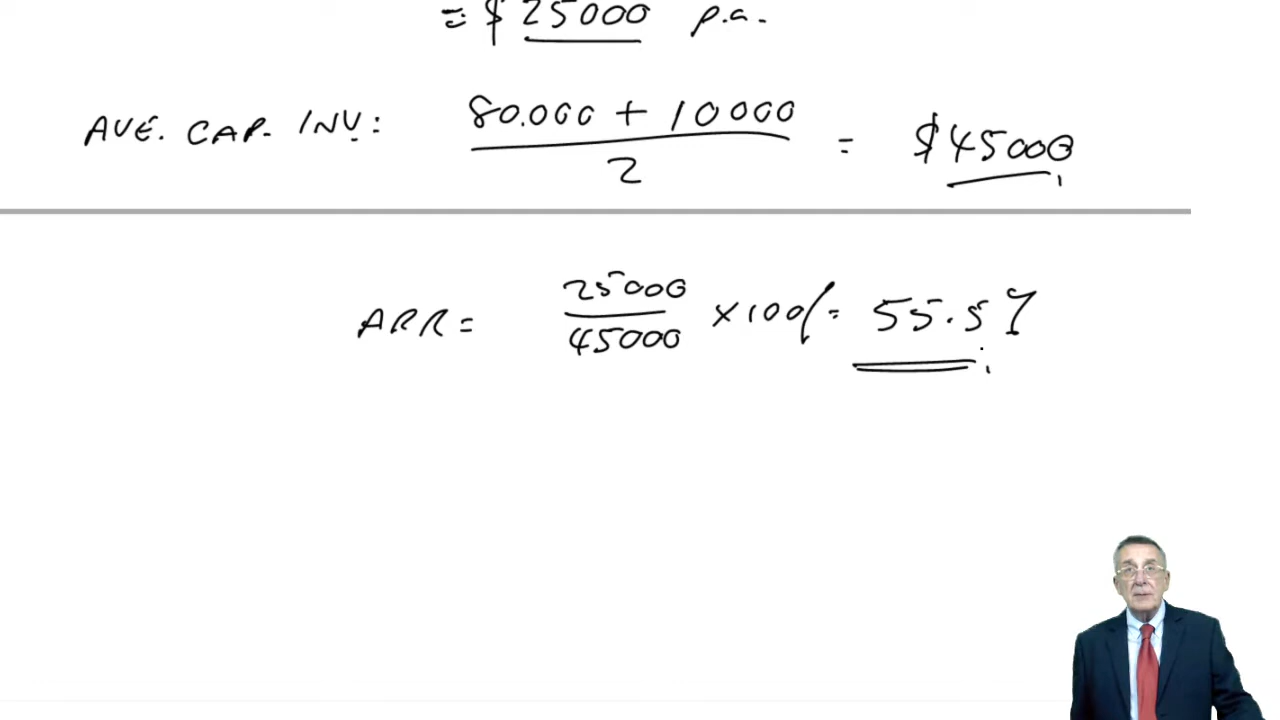 = $ 25000 p.a.
AVE. CAP. INV: 80.000 + 10000 / 2 = $45000
ARR = 25000 / 45000 × 100% = 55.5%